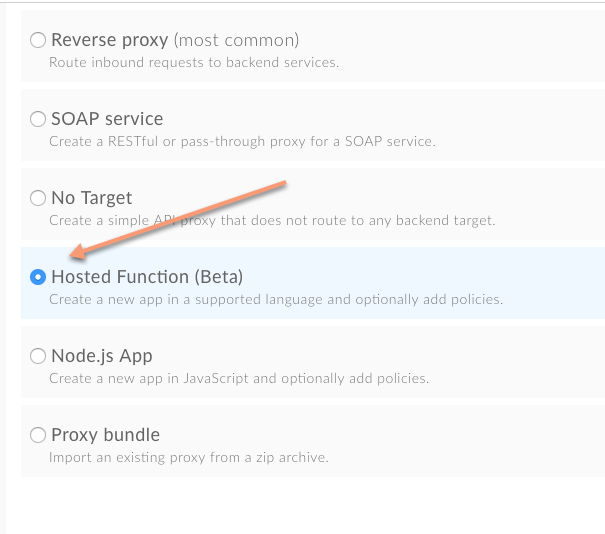 Reverse proxy (most common)
Route inbound requests to backend services.
SOAP service
Create a RESTful or pass-through proxy for a SOAP service.
No Target
Create a simple API proxy that does not route to any backend target.
Hosted Function (Beta)
Create a new app in a supported language and optionally add policies.
Node.js App
Create a new app in JavaScript and optionally add policies.
Proxy bundle
Import an existing proxy from a zip archive.